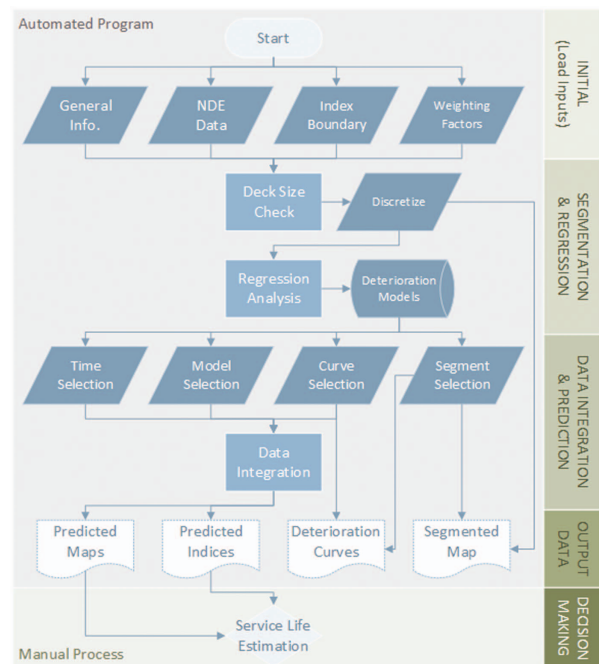 Automated Program
Start
INITIAL
(Load Inputs)
General
Info.
NDE
Data
Index
Boundary
Weighting
Factors
SEGMENTATION
& REGRESSION
Deck Size
Check
Discretize
Regression
Analysis
Deterioration
Models
DATA INTEGRATION
& PREDICTION
Time
Selection
Model
Selection
Curve
Selection
Segment
Selection
Data
Integration
OUTPUT
DATA
Predicted
Maps
Predicted
Indices
Deterioration
Curves
Segmented
Map
DECISION
MAKING
Service Life
Estimation
Manual Process